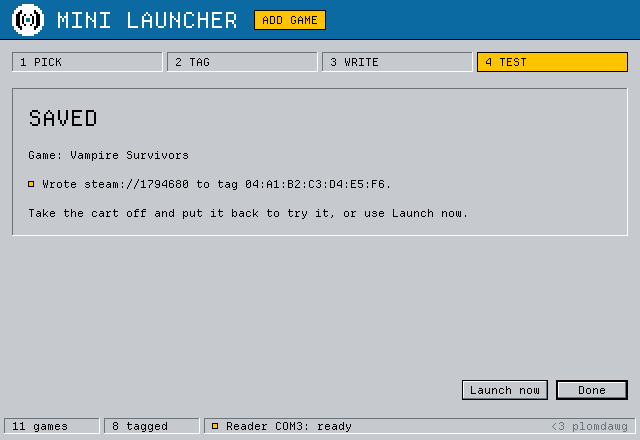 MINI LAUNCHER
ADD GAME
1 PICK
2 TAG
3 WRITE
4 TEST
SAVED
Game: Vampire Survivors
Wrote steam://1794680 to tag 04:A1:B2:C3:D4:E5:F6.
Take the cart off and put it back to try it, or use Launch now.
Launch now
Done
11 games
8 tagged
Reader COM3: ready
<3 plomdawg